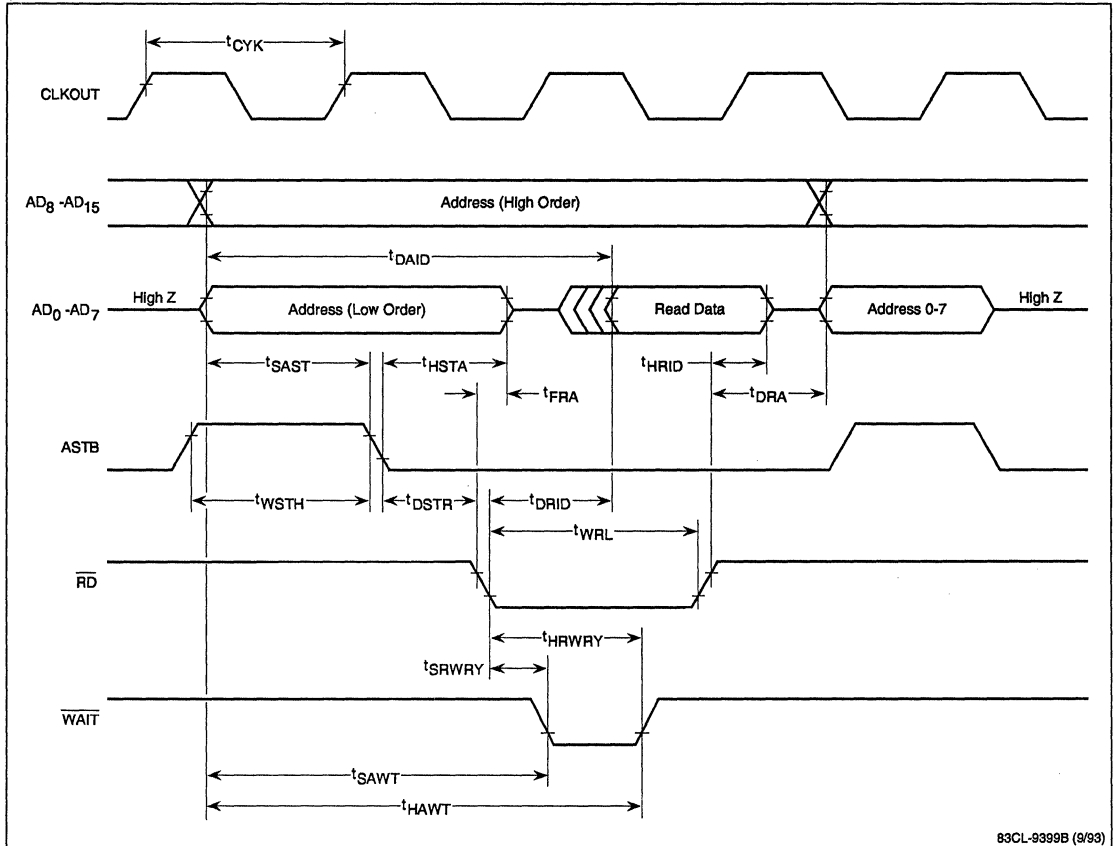 tCYK
CLKOUT
AD8 -AD15
Address (High Order)
tDAID
AD0 -AD7
High Z
Address (Low Order)
Read Data
Address 0-7
High Z
tSAST
tHSTA
tFRA
tHRID
tDRA
ASTB
tWSTH
tDSTR
tDRID
tWRL
RD
tHRWRY
tSRWRY
WAIT
tSAWT
tHAWT
83CL-9399B (9/93)